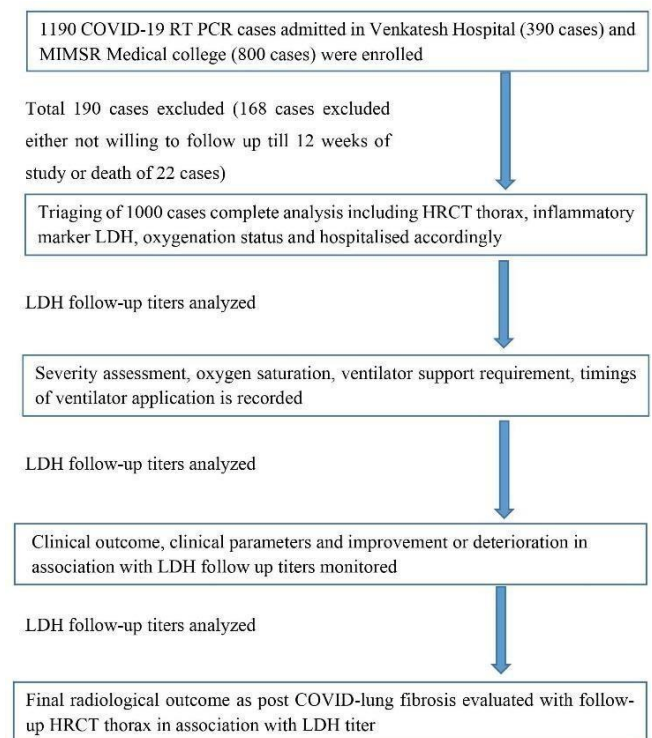 1190 COVID-19 RT PCR cases admitted in Venkatesh Hospital (390 cases) and
MIMSR Medical college (800 cases) were enrolled
Total 190 cases excluded (168 cases excluded
either not willing to follow up till 12 weeks of
study or death of 22 cases)
Triaging of 1000 cases complete analysis including HRCT thorax, inflammatory
marker LDH, oxygenation status and hospitalised accordingly
LDH follow-up titers analyzed
Severity assessment, oxygen saturation, ventilator support requirement, timings
of ventilator application is recorded
LDH follow-up titers analyzed
Clinical outcome, clinical parameters and improvement or deterioration in
association with LDH follow up titers monitored
LDH follow-up titers analyzed
Final radiological outcome as post COVID-lung fibrosis evaluated with follow-
up HRCT thorax in association with LDH titer